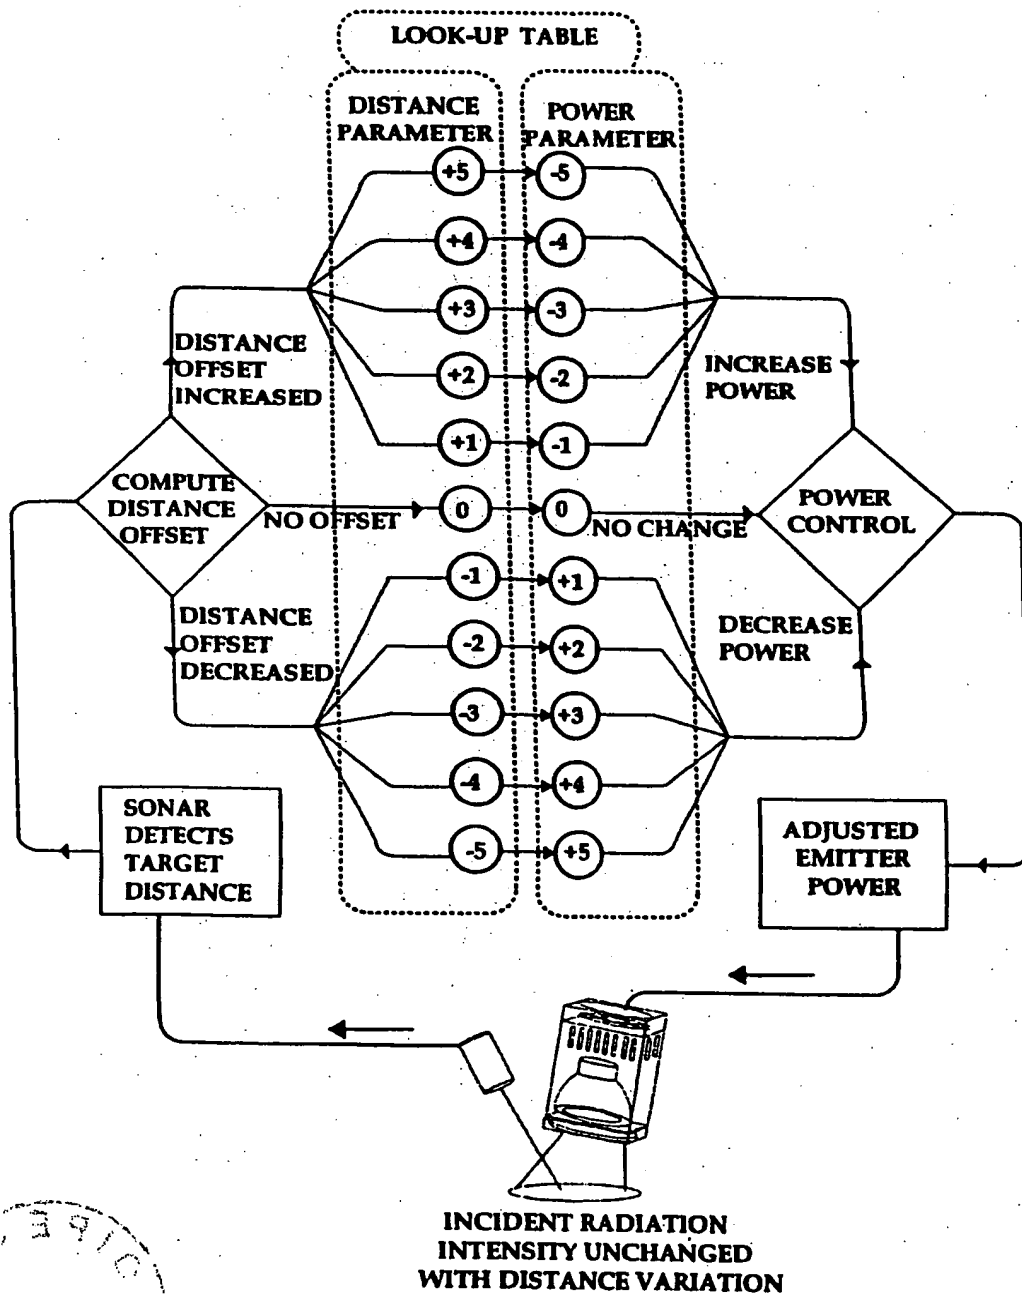 LOOK-UP TABLE
DISTANCE
PARAMETER
POWER
PARAMETER
+5
-5
+4
-4
+3
-3
+2
-2
+1
-1
0
0
-1
+1
-2
+2
-3
+3
-4
+4
-5
+5
DISTANCE
OFFSET
INCREASED
INCREASE
POWER
COMPUTE
DISTANCE
OFFSET
NO OFFSET
NO CHANGE
POWER
CONTROL
DISTANCE
OFFSET
DECREASED
DECREASE
POWER
SONAR
DETECTS
TARGET
DISTANCE
ADJUSTED
EMITTER
POWER
INCIDENT RADIATION
INTENSITY UNCHANGED
WITH DISTANCE VARIATION